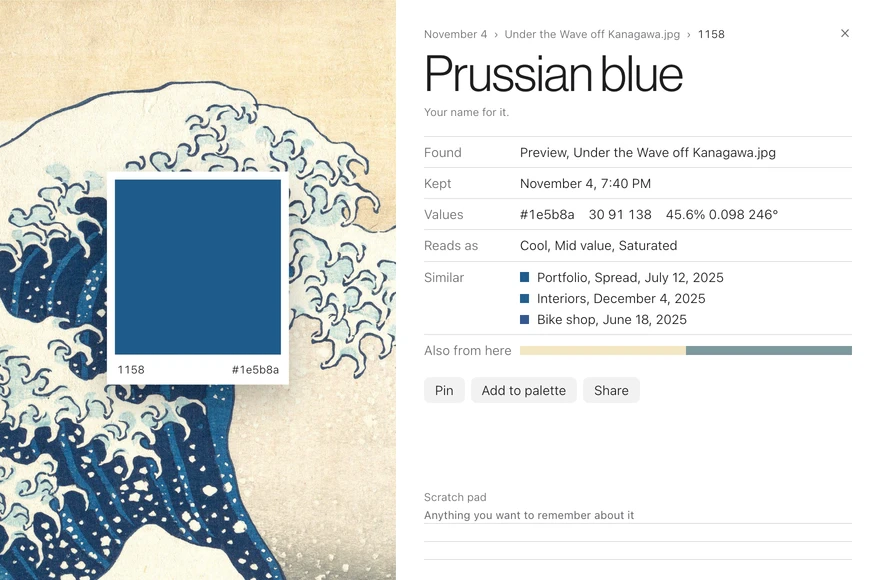 November 4 › Under the Wave off Kanagawa.jpg › 1158
Prussian blue
Your name for it.
Found Preview, Under the Wave off Kanagawa.jpg
Kept November 4, 7:40 PM
Values #1e5b8a 30 91 138 45.6% 0.098 246°
Reads as Cool, Mid value, Saturated
Similar Portfolio, Spread, July 12, 2025
Interiors, December 4, 2025
Bike shop, June 18, 2025
Also from here
Pin Add to palette Share
Scratch pad
Anything you want to remember about it
1158 #1e5b8a